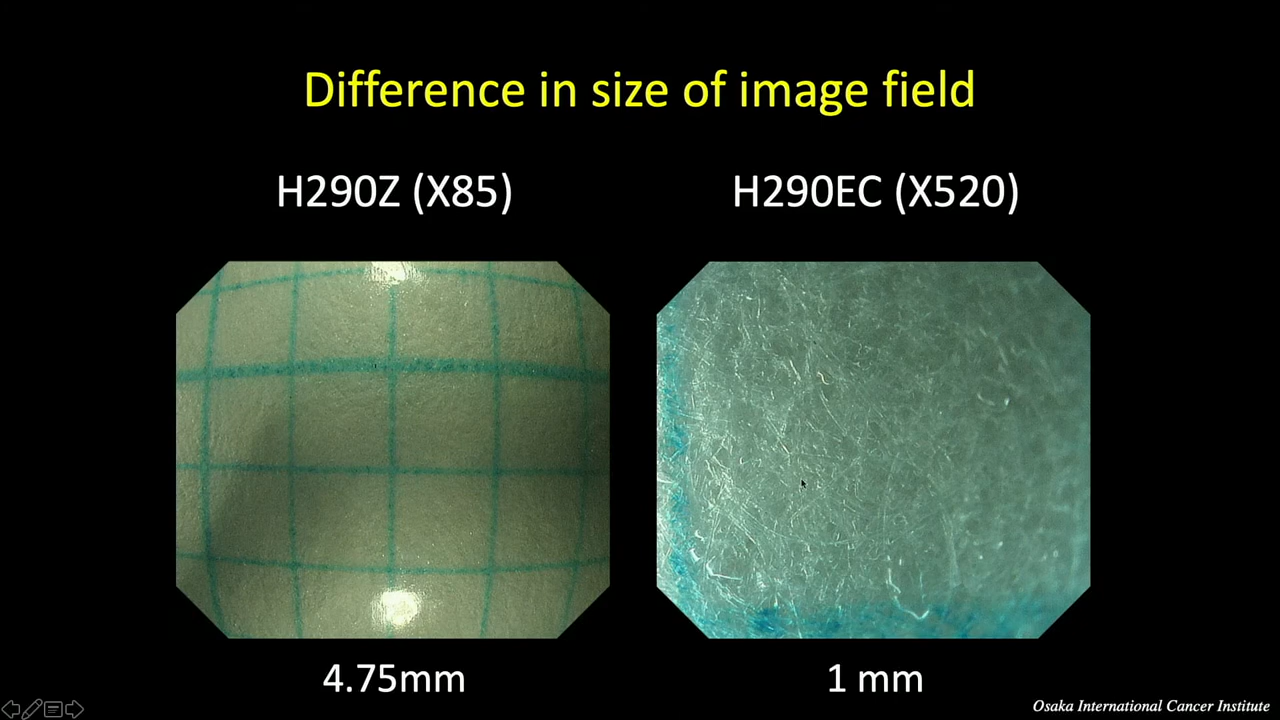 Difference in size of image field
H290Z (X85)
H290EC (X520)
4.75mm
1 mm
Osaka International Cancer Institute